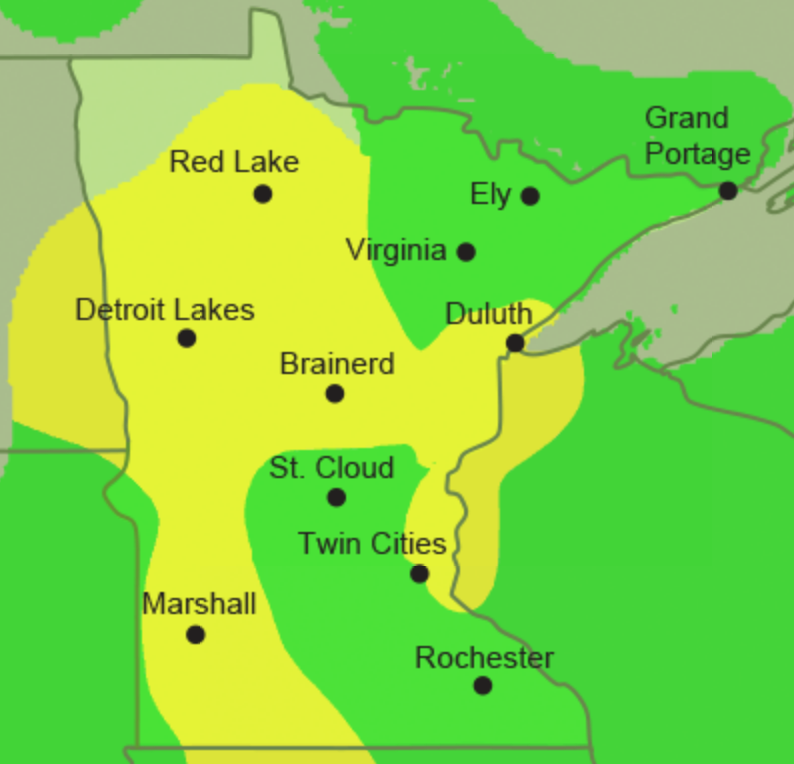 Grand
Portage
Red Lake
Ely
Virginia
Detroit Lakes
Duluth
Brainerd
St. Cloud
Twin Cities
Marshall
Rochester